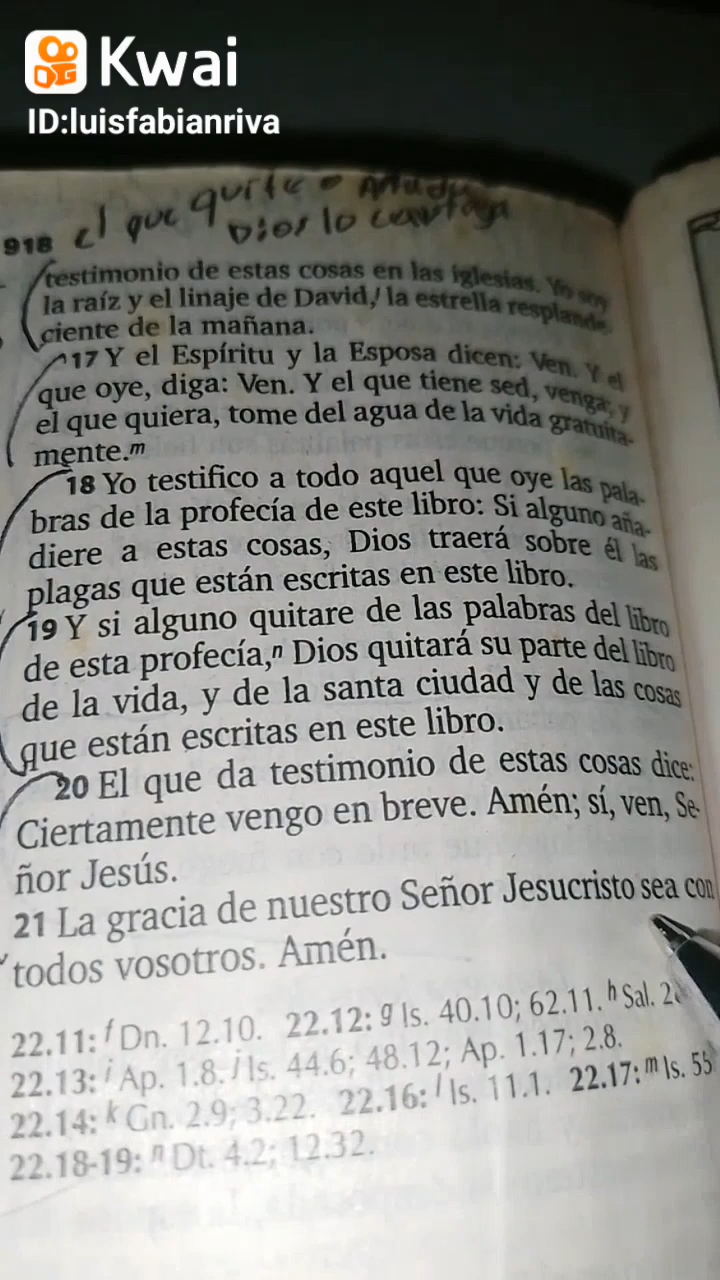 Kwai
ID:luisfabianriva
el que quite o
Dios lo castiga
918
testimonio de estas cosas en las iglesias. Yo soy
la raíz y el linaje de David,l la estrella resplande
ciente de la mañana.
17 Y el Espíritu y la Esposa dicen: Ven. Y el
que oye, diga: Ven. Y el que tiene sed, venga; y
el que quiera, tome del agua de la vida gratuita-
mente.m
18 Yo testifico a todo aquel que oye las pala-
bras de la profecía de este libro: Si alguno aña-
diere a estas cosas, Dios traerá sobre él las
plagas que están escritas en este libro.
19 Y si alguno quitare de las palabras del libro
de esta profecía,n Dios quitará su parte del libro
de la vida, y de la santa ciudad y de las cosas
que están escritas en este libro.
20 El que da testimonio de estas cosas dice:
Ciertamente vengo en breve. Amén; sí, ven, Se-
ñor Jesús.
21 La gracia de nuestro Señor Jesucristo sea con
todos vosotros. Amén.
22.11: f Dn. 12.10. 22.12: g Is. 40.10; 62.11. h Sal.
22.13: i Ap. 1.8. j Is. 44.6; 48.12; Ap. 1.17; 2.8.
22.14: k Gn. 2.9; 3.22. 22.16: l Is. 11.1. 22.17: m Is. 55
22.18-19: n Dt. 4.2; 12.32.